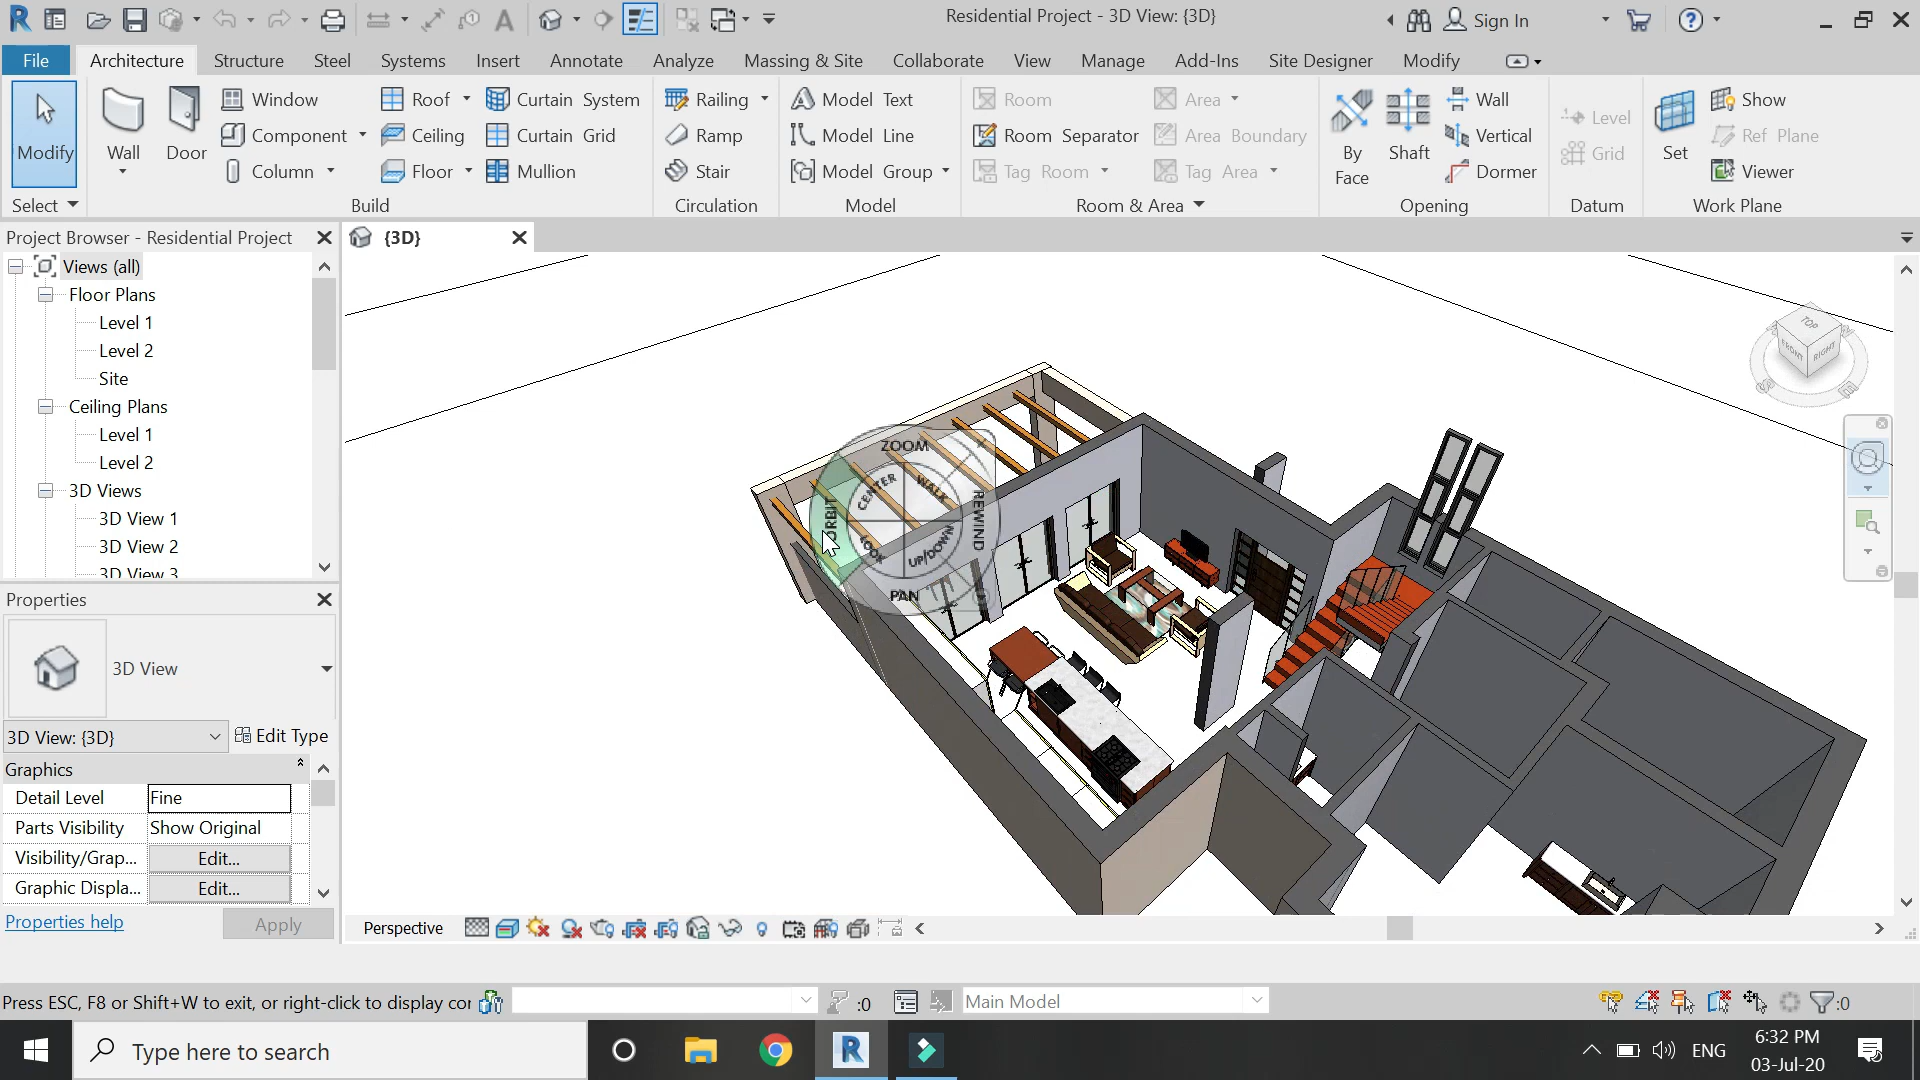 Residential Project - 3D View: {3D}
Sign In
File Architecture Structure Steel Systems Insert Annotate Analyze Massing & Site Collaborate View Manage Add-Ins Site Designer Modify
Modify
Wall
Door
Window
Component
Column
Roof
Ceiling
Floor
Curtain System
Curtain Grid
Mullion
Railing
Ramp
Stair
Model Text
Model Line
Model Group
Room
Room Separator
Tag Room
Area
Area Boundary
Tag Area
By
Face
Shaft
Wall
Vertical
Dormer
Level
Grid
Set
Show
Ref Plane
Viewer
Select Build Circulation Model Room & Area Opening Datum Work Plane
Project Browser - Residential Project
{3D}
Views (all)
Floor Plans
Level 1
Level 2
Site
Ceiling Plans
Level 1
Level 2
3D Views
3D View 1
3D View 2
3D View 3
TOP
FRONT
RIGHT
ZOOM
CENTER
WALK
ORBIT
REWIND
LOOK
UP/DOWN
PAN
Properties
3D View
3D View: {3D}
Edit Type
Graphics
Detail Level Fine
Parts Visibility Show Original
Visibility/Grap... Edit...
Graphic Displa... Edit...
Properties help
Apply
Perspective
Press ESC, F8 or Shift+W to exit, or right-click to display cor
:0
Main Model
:0
Type here to search
R
ENG
6:32 PM
03-Jul-20